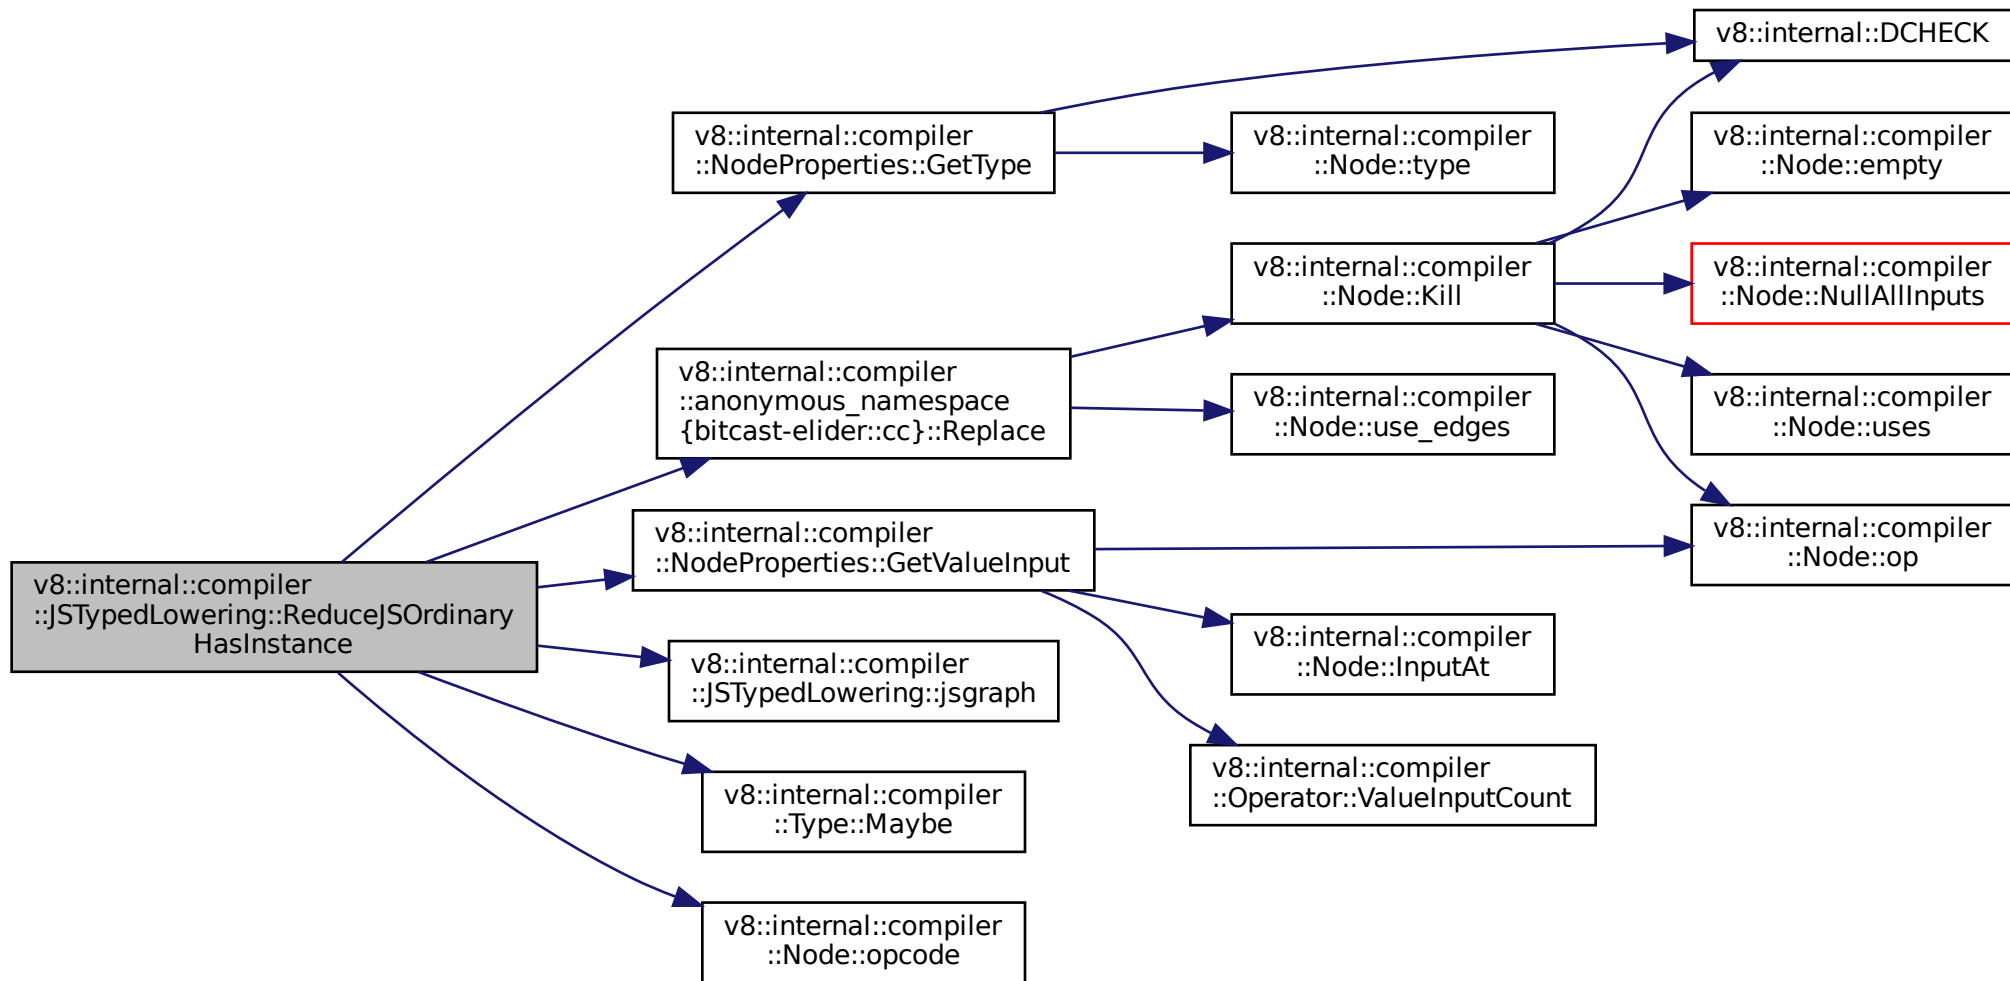 v8::internal::compiler
::JSTypedLowering::ReduceJSOrdinary
HasInstance
v8::internal::compiler
::NodeProperties::GetType
v8::internal::DCHECK
v8::internal::compiler
::Node::type
v8::internal::compiler
::anonymous_namespace
{bitcast-elider::cc}::Replace
v8::internal::compiler
::Node::Kill
v8::internal::compiler
::Node::empty
v8::internal::compiler
::Node::NullAllInputs
v8::internal::compiler
::Node::uses
v8::internal::compiler
::Node::op
v8::internal::compiler
::Node::use_edges
v8::internal::compiler
::NodeProperties::GetValueInput
v8::internal::compiler
::Node::InputAt
v8::internal::compiler
::Operator::ValueInputCount
v8::internal::compiler
::JSTypedLowering::jsgraph
v8::internal::compiler
::Type::Maybe
v8::internal::compiler
::Node::opcode